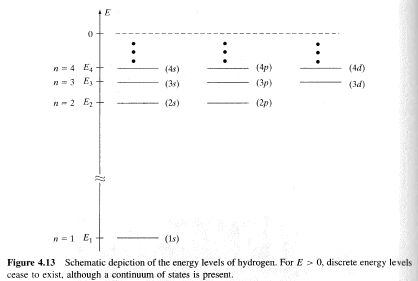 E
0
n = 4 E4 (4s) (4p) (4d)
n = 3 E3 (3s) (3p) (3d)
n = 2 E2 (2s) (2p)
n = 1 E1 (1s)
Figure 4.13 Schematic depiction of the energy levels of hydrogen. For E > 0, discrete energy levels
cease to exist, although a continuum of states is present.